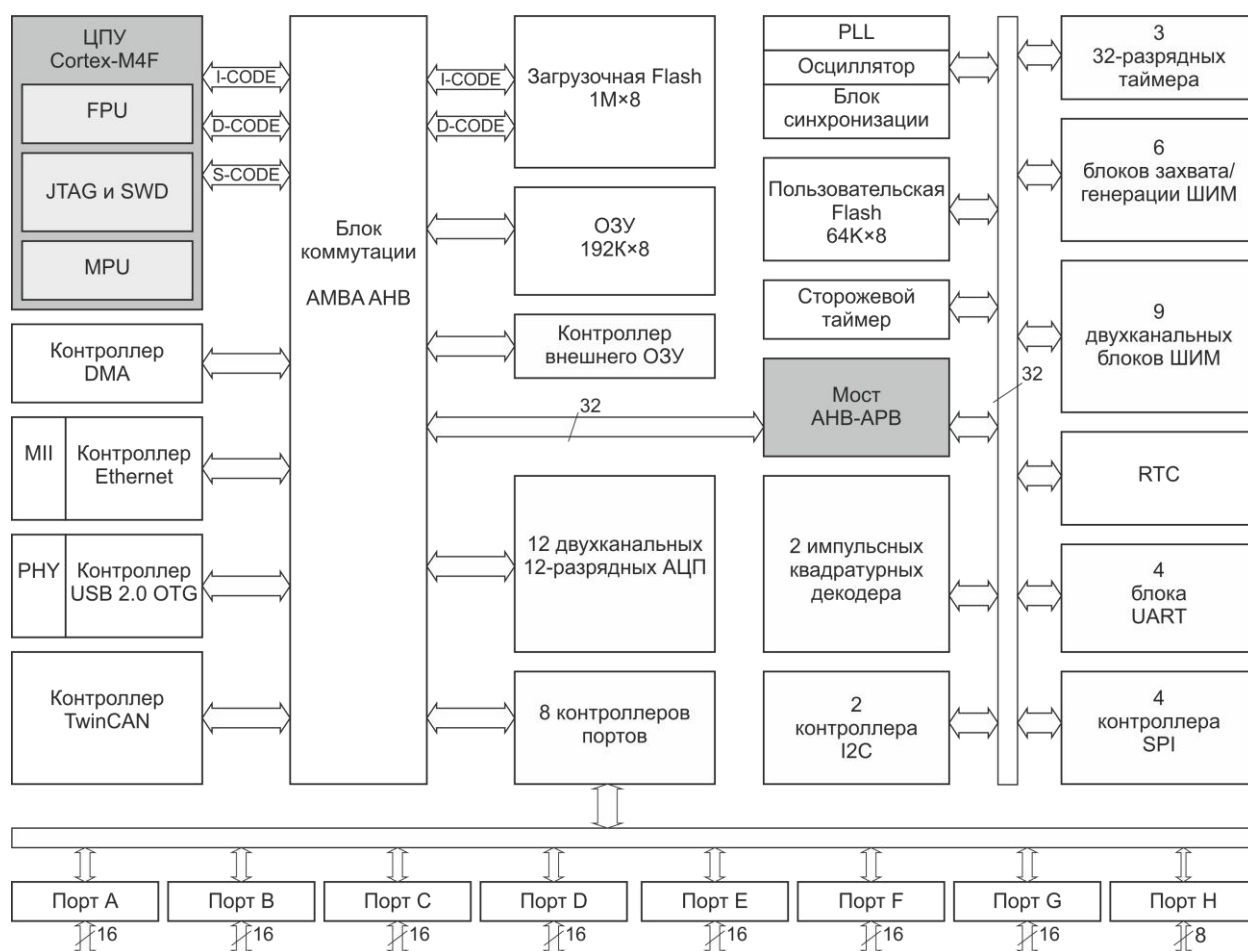 ЦПУ
Cortex-M4F
FPU
JTAG и SWD
MPU
I-CODE
D-CODE
S-CODE
Контроллер
DMA
MII
Контроллер
Ethernet
PHY
Контроллер
USB 2.0 OTG
Контроллер
TwinCAN
Блок
коммутации
AMBA AHB
I-CODE
D-CODE
Загрузочная Flash
1М×8
ОЗУ
192К×8
Контроллер
внешнего ОЗУ
32
12 двухканальных
12-разрядных АЦП
8 контроллеров
портов
PLL
Осциллятор
Блок
синхронизации
Пользовательская
Flash
64К×8
Сторожевой
таймер
Мост
AHB-APB
2 импульсных
квадратурных
декодера
2
контроллера
I2C
32
3
32-разрядных
таймера
6
блоков захвата/
генерации ШИМ
9
двухканальных
блоков ШИМ
RTC
4
блока
UART
4
контроллера
SPI
Порт A
Порт B
Порт C
Порт D
Порт E
Порт F
Порт G
Порт H
16
16
16
16
16
16
16
8